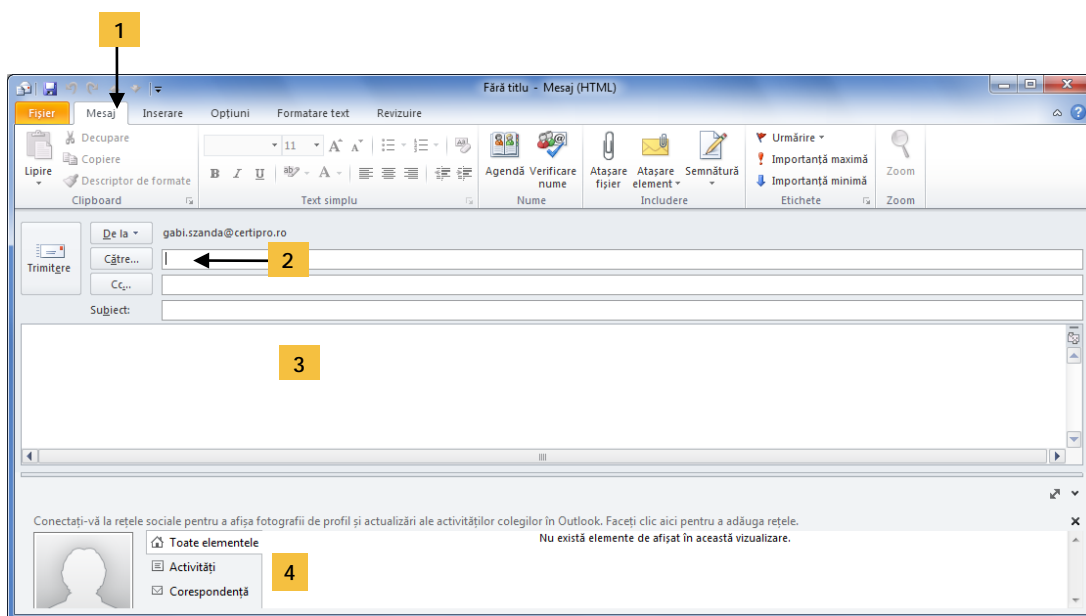 1
Fără titlu - Mesaj (HTML)
Fișier Mesaj Inserare Opțiuni Formatare text Revizuire
Lipire
Decupare
Copiere
Descriptor de formate
Clipboard
11
B I U
Text simplu
Agendă Verificare nume
Nume
Atașare fișier Atașare element Semnătură
Includere
Urmărire
Importanță maximă
Importanță minimă
Etichete
Zoom
Zoom
Trimitere
De la gabi.szanda@certipro.ro
Către... 2
Cc...
Subiect:
3
Conectați-vă la rețele sociale pentru a afișa fotografii de profil și actualizări ale activităților colegilor în Outlook. Faceți clic aici pentru a adăuga rețele.
Toate elementele Nu există elemente de afișat în această vizualizare.
Activități
4
Corespondență